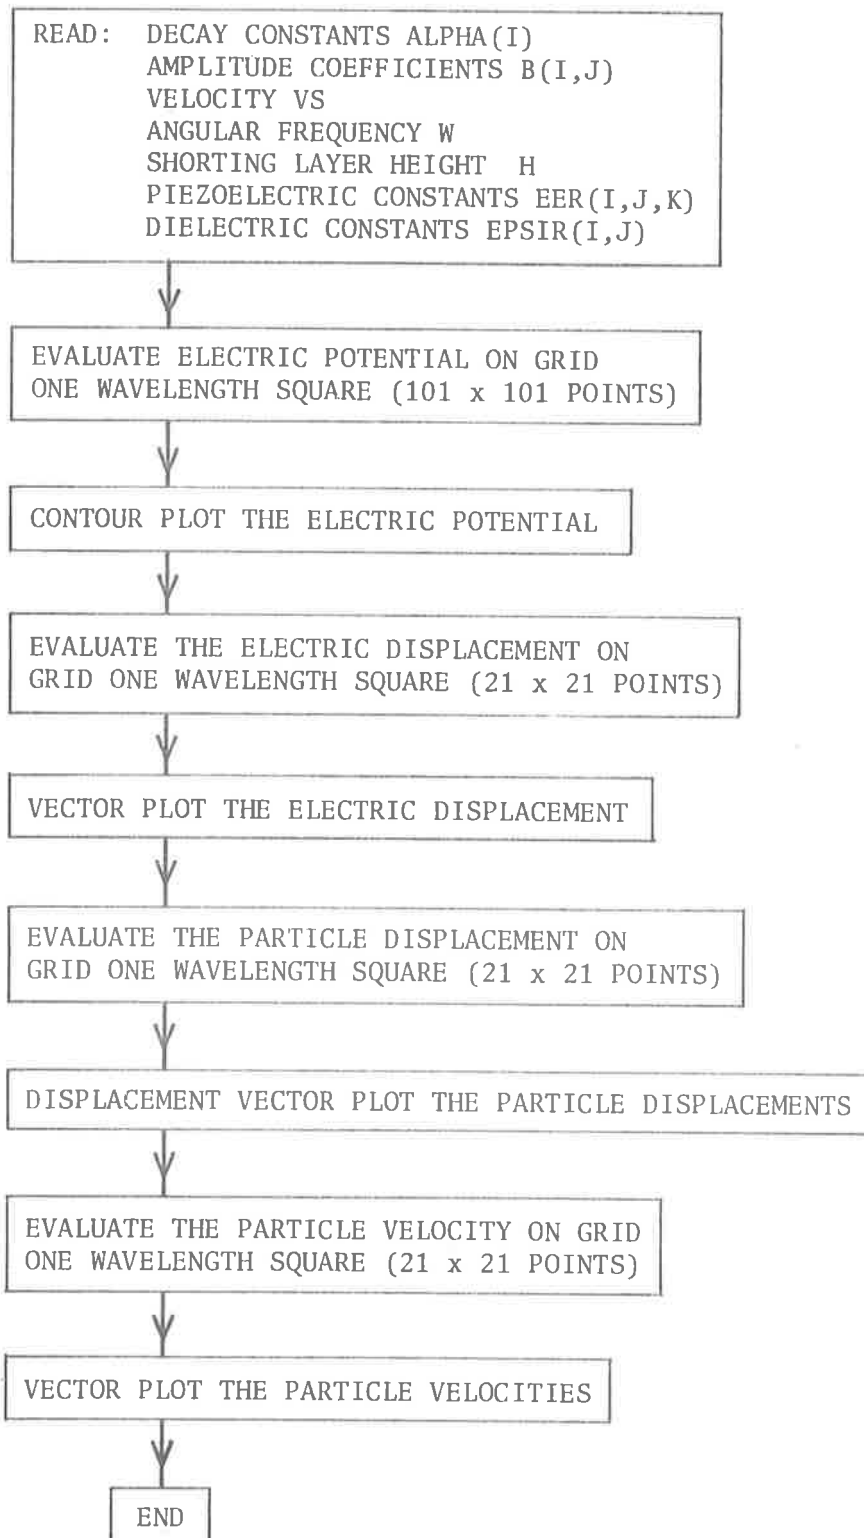 READ: DECAY CONSTANTS ALPHA(I)
AMPLITUDE COEFFICIENTS B(I,J)
VELOCITY VS
ANGULAR FREQUENCY W
SHORTING LAYER HEIGHT H
PIEZOELECTRIC CONSTANTS EER(I,J,K)
DIELECTRIC CONSTANTS EPSIR(I,J)
EVALUATE ELECTRIC POTENTIAL ON GRID
ONE WAVELENGTH SQUARE (101 x 101 POINTS)
CONTOUR PLOT THE ELECTRIC POTENTIAL
EVALUATE THE ELECTRIC DISPLACEMENT ON
GRID ONE WAVELENGTH SQUARE (21 x 21 POINTS)
VECTOR PLOT THE ELECTRIC DISPLACEMENT
EVALUATE THE PARTICLE DISPLACEMENT ON
GRID ONE WAVELENGTH SQUARE (21 x 21 POINTS)
DISPLACEMENT VECTOR PLOT THE PARTICLE DISPLACEMENTS
EVALUATE THE PARTICLE VELOCITY ON GRID
ONE WAVELENGTH SQUARE (21 x 21 POINTS)
VECTOR PLOT THE PARTICLE VELOCITIES
END